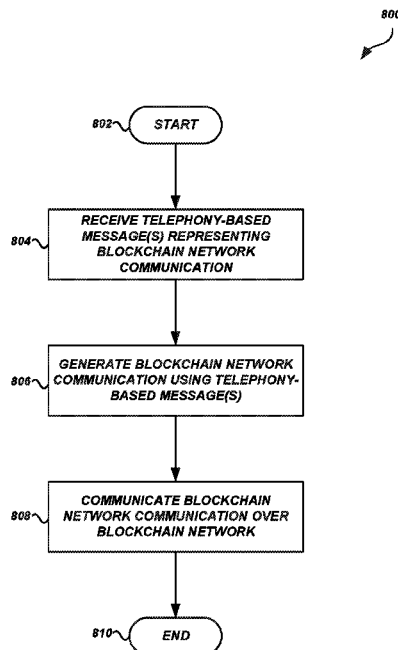 800
802 START
804 RECEIVE TELEPHONY-BASED
MESSAGE(S) REPRESENTING
BLOCKCHAIN NETWORK
COMMUNICATION
806 GENERATE BLOCKCHAIN NETWORK
COMMUNICATION USING TELEPHONY-
BASED MESSAGE(S)
808 COMMUNICATE BLOCKCHAIN
NETWORK COMMUNICATION OVER
BLOCKCHAIN NETWORK
810 END